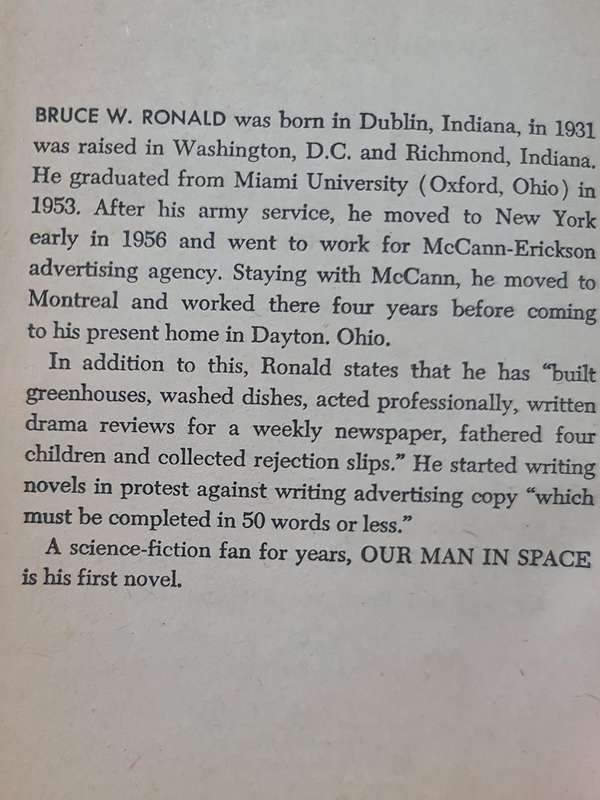 BRUCE W. RONALD was born in Dublin, Indiana, in 1931
was raised in Washington, D.C. and Richmond, Indiana.
He graduated from Miami University (Oxford, Ohio) in
1953. After his army service, he moved to New York
early in 1956 and went to work for McCann-Erickson
advertising agency. Staying with McCann, he moved to
Montreal and worked there four years before coming
to his present home in Dayton. Ohio.
In addition to this, Ronald states that he has “built
greenhouses, washed dishes, acted professionally, written
drama reviews for a weekly newspaper, fathered four
children and collected rejection slips.” He started writing
novels in protest against writing advertising copy “which
must be completed in 50 words or less.”
A science-fiction fan for years, OUR MAN IN SPACE
is his first novel.